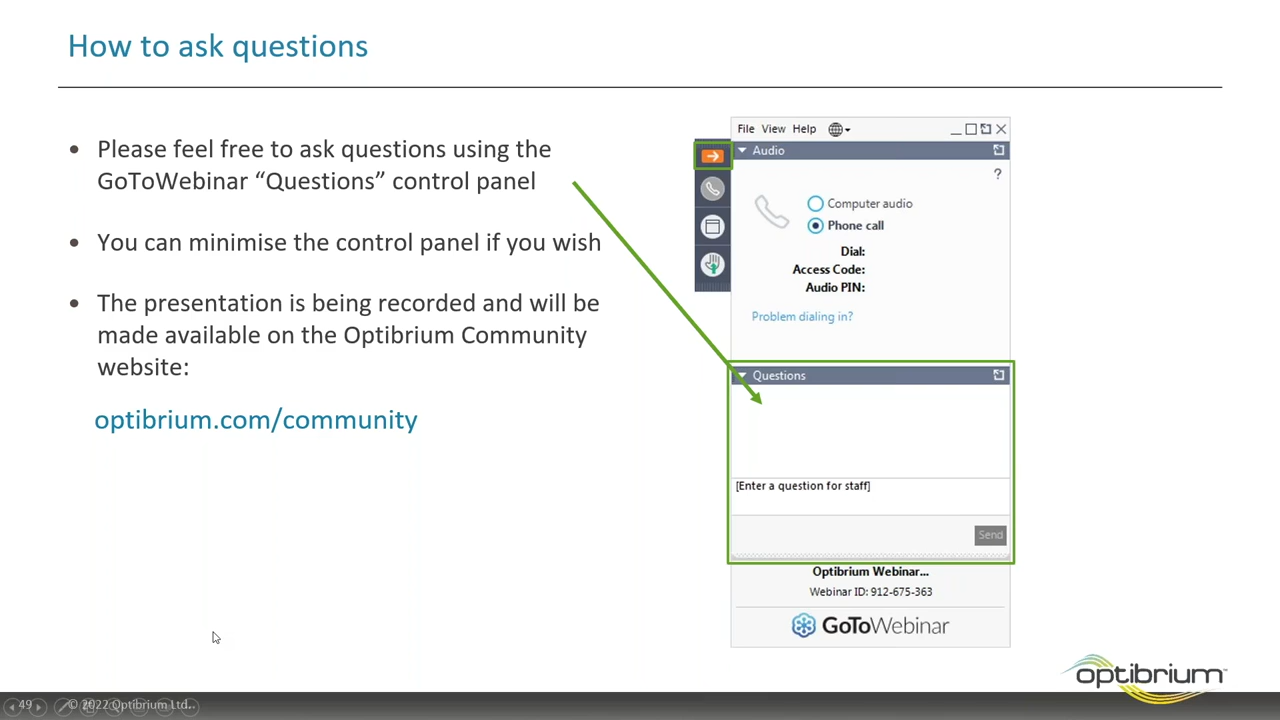 How to ask questions
• Please feel free to ask questions using the
GoToWebinar “Questions” control panel
• You can minimise the control panel if you wish
• The presentation is being recorded and will be
made available on the Optibrium Community
website:
optibrium.com/community
File View Help
Audio
?
Computer audio
Phone call
Dial:
Access Code:
Audio PIN:
Problem dialing in?
Questions
[Enter a question for staff]
Send
Optibrium Webinar...
Webinar ID: 912-675-363
GoToWebinar
optibrium™
49
© 2022 Optibrium Ltd.